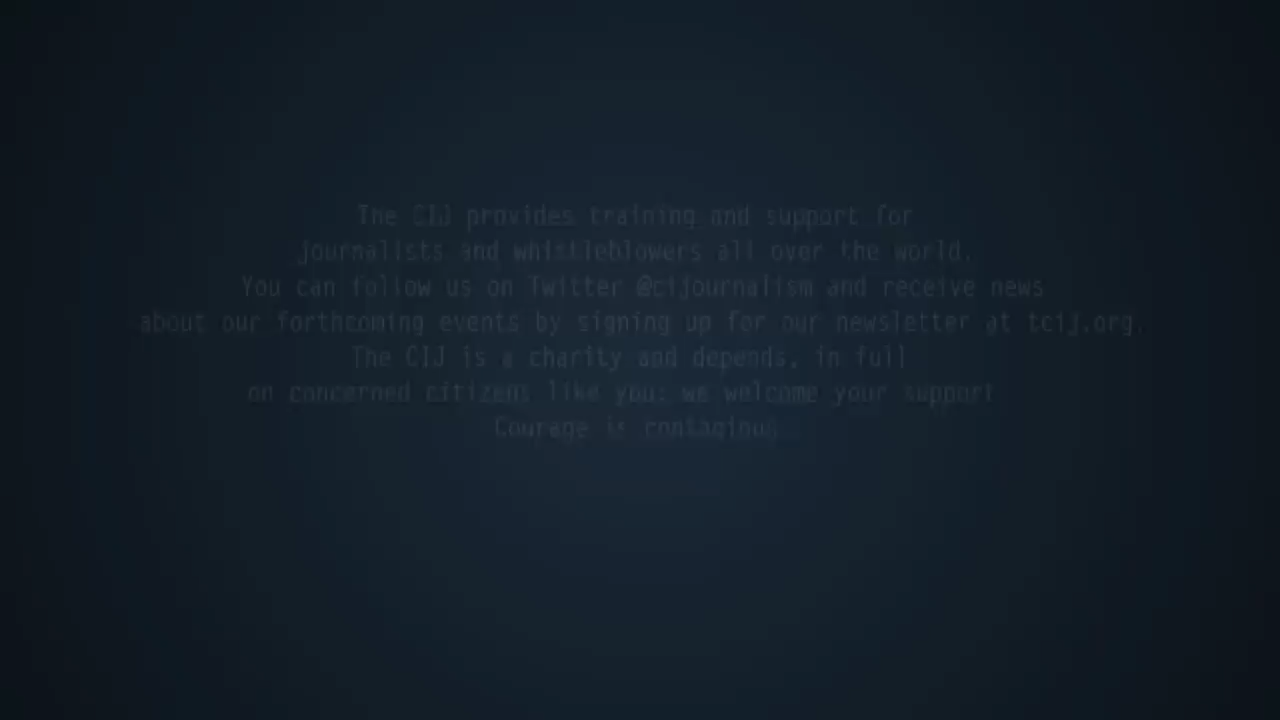 The CIJ provides training and support for
journalists and whistleblowers all over the world.
You can follow us on Twitter @cijournalism and receive news
about our forthcoming events by signing up for our newsletter at tcij.org.
The CIJ is a charity and depends, in full
on concerned citizens like you: we welcome your support
Courage is contagious